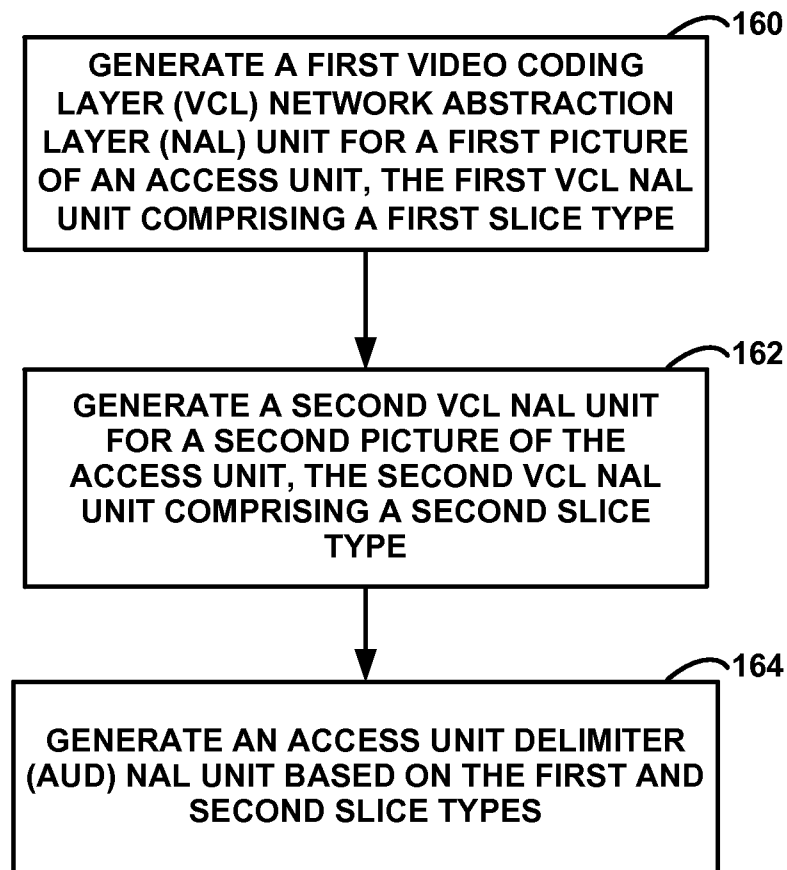 160
GENERATE A FIRST VIDEO CODING
LAYER (VCL) NETWORK ABSTRACTION
LAYER (NAL) UNIT FOR A FIRST PICTURE
OF AN ACCESS UNIT, THE FIRST VCL NAL
UNIT COMPRISING A FIRST SLICE TYPE
162
GENERATE A SECOND VCL NAL UNIT
FOR A SECOND PICTURE OF THE
ACCESS UNIT, THE SECOND VCL NAL
UNIT COMPRISING A SECOND SLICE
TYPE
164
GENERATE AN ACCESS UNIT DELIMITER
(AUD) NAL UNIT BASED ON THE FIRST AND
SECOND SLICE TYPES